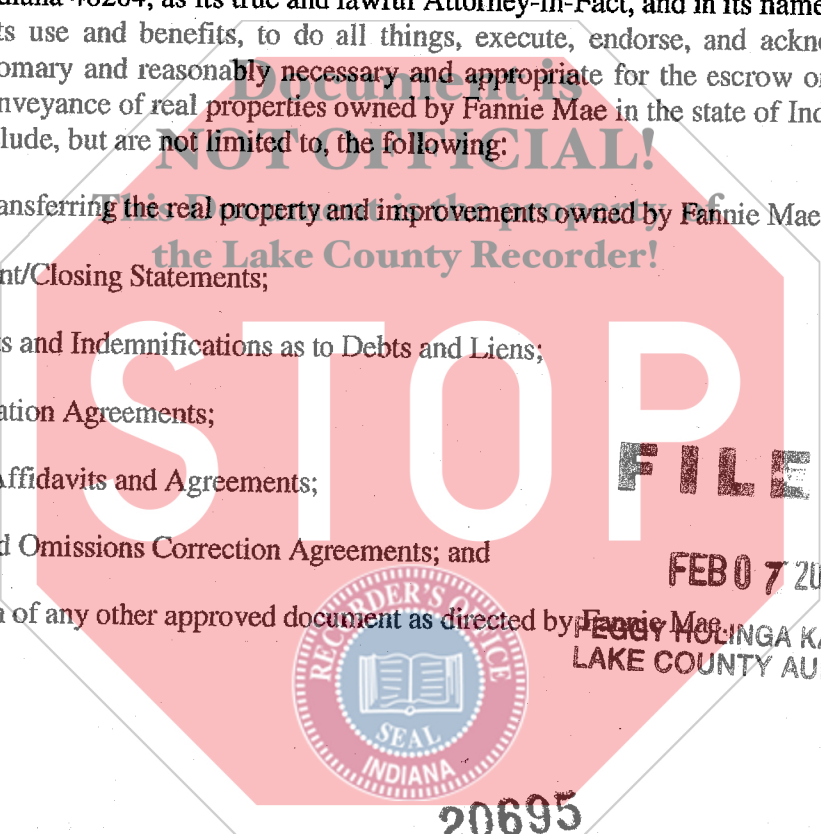 diana 46204, as its true and lawful Attorney-in-Fact, and in its name
ts use and benefits, to do all things, execute, endorse, and ackno
omary and reasonably necessary and appropriate for the escrow or
nveyance of real properties owned by Fannie Mae in the state of Ind
lude, but are not limited to, the following:
Document is
NOT OFFICIAL!
This Document is the property of
the Lake County Recorder!
ansferring the real property and improvements owned by Fannie Mae
nt/Closing Statements;
s and Indemnifications as to Debts and Liens;
STOP
ation Agreements;
Affidavits and Agreements;
FILE
d Omissions Correction Agreements; and
FEB 07 20
n of any other approved document as directed by Fannie Mae.
PEGGY HOLINGA KA
LAKE COUNTY AU
RECORDER'S OFFICE
SEAL
INDIANA
20695